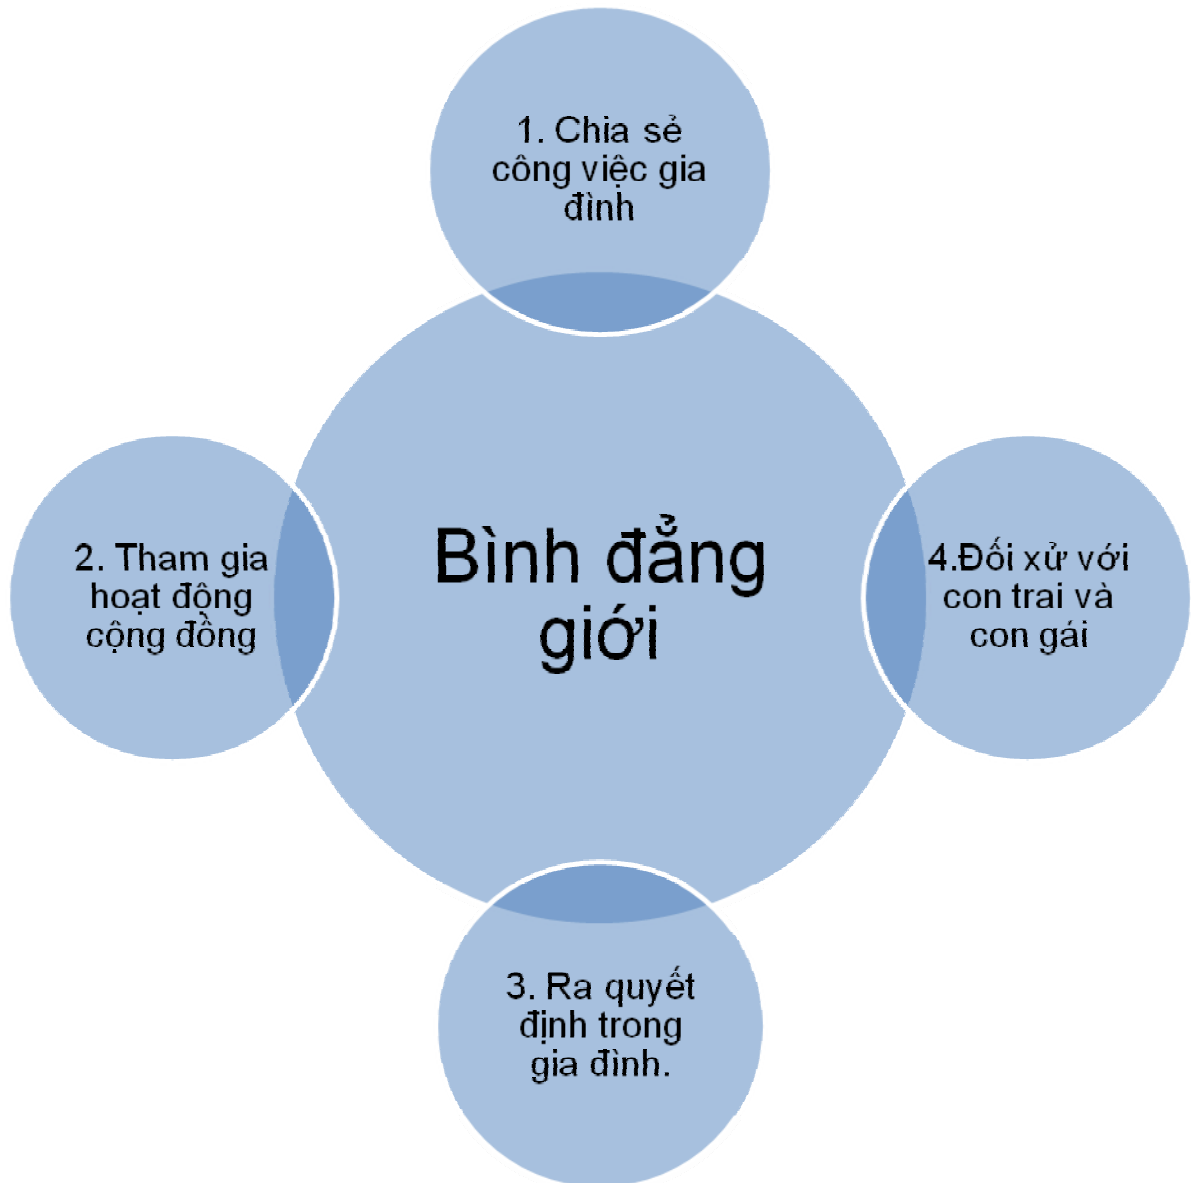 1. Chia sẻ
công việc gia
đình
2. Tham gia
hoạt động
cộng đồng
Bình đẳng
giới
4.Đối xử với
con trai và
con gái
3. Ra quyết
định trong
gia đình.